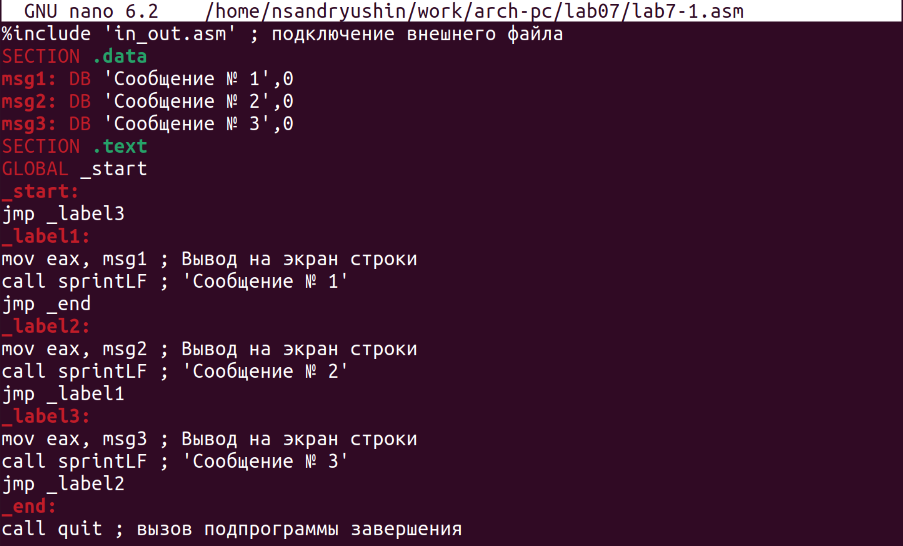 GNU nano 6.2 /home/nsandryushin/work/arch-pc/lab07/lab7-1.asm
%include 'in_out.asm' ; подключение внешнего файла
SECTION .data
msg1: DB 'Сообщение № 1',0
msg2: DB 'Сообщение № 2',0
msg3: DB 'Сообщение № 3',0
SECTION .text
GLOBAL _start
_start:
jmp _label3
_label1:
mov eax, msg1 ; Вывод на экран строки
call sprintLF ; 'Сообщение № 1'
jmp _end
_label2:
mov eax, msg2 ; Вывод на экран строки
call sprintLF ; 'Сообщение № 2'
jmp _label1
_label3:
mov eax, msg3 ; Вывод на экран строки
call sprintLF ; 'Сообщение № 3'
jmp _label2
_end:
call quit ; вызов подпрограммы завершения